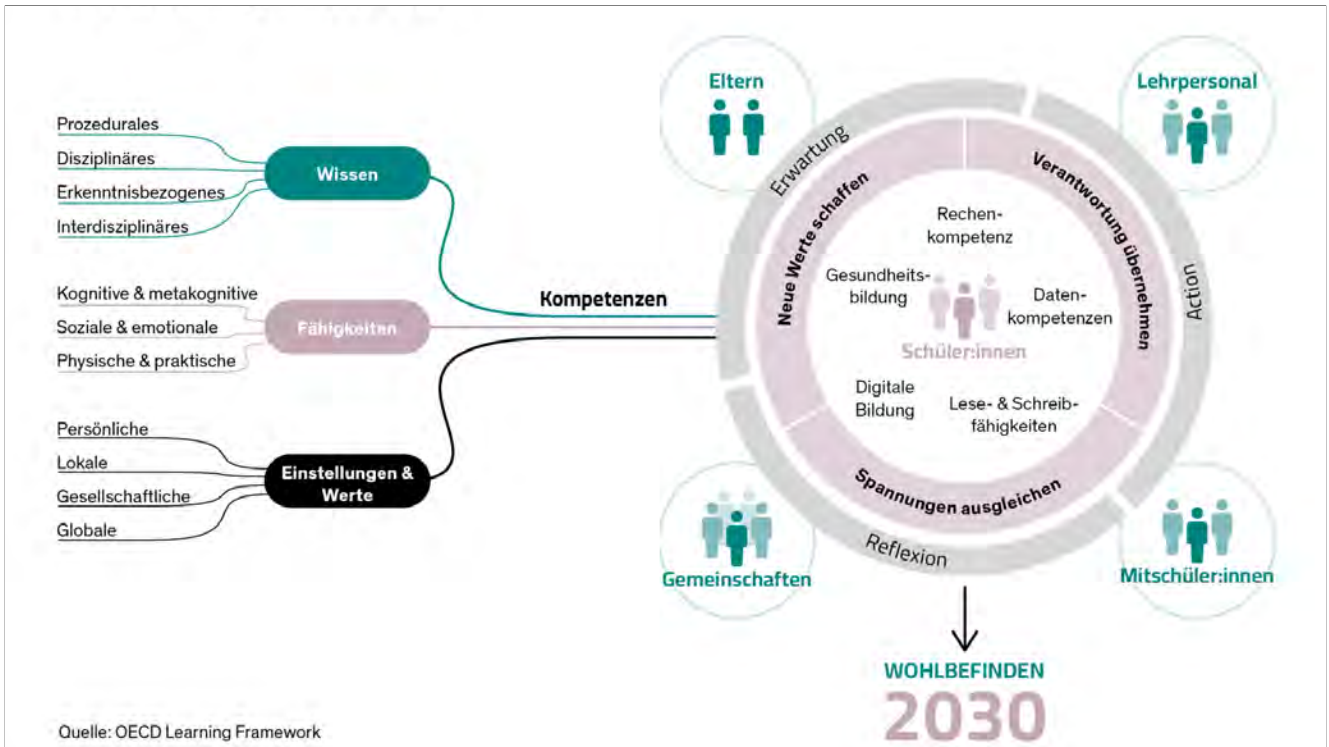 Prozedurales
Disziplinäres
Erkenntnisbezogenes
Interdisziplinäres
Wissen
Kognitive & metakognitive
Soziale & emotionale
Physische & praktische
Fähigkeiten
Persönliche
Lokale
Gesellschaftliche
Globale
Einstellungen &
Werte
Kompetenzen
Eltern
Lehrpersonal
Erwartung
Action
Reflexion
Neue Werte schaffen
Verantwortung übernehmen
Spannungen ausgleichen
Rechen-
kompetenz
Gesundheits-
bildung
Daten-
kompetenzen
Schüler:innen
Digitale
Bildung
Lese- & Schreib-
fähigkeiten
Gemeinschaften
Mitschüler:innen
WOHLBEFINDEN
2030
Quelle: OECD Learning Framework